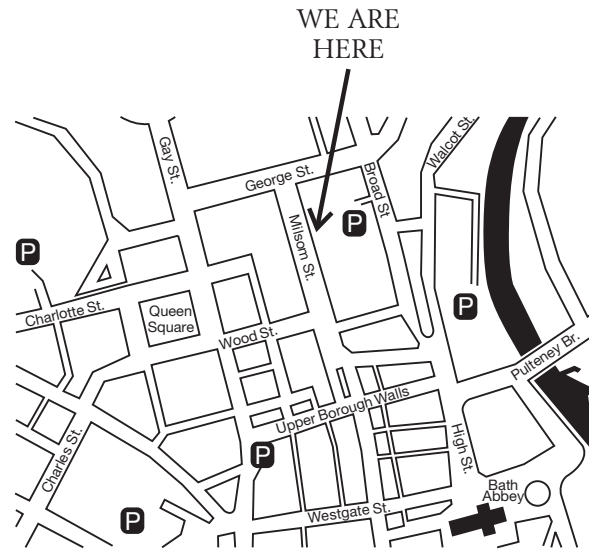 WE ARE
HERE
Gay St.
George St.
Broad St
Walcot St.
Milsom St.
P
P
P
Charlotte St.
Queen
Square
Wood St.
Pulteney Br.
Upper Borough Walls
Charles St.
High St.
P
Bath
Abbey
Westgate St.
P